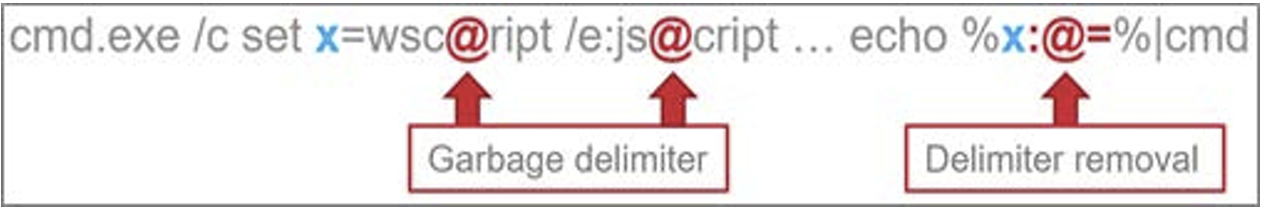 cmd.exe /c set x=wsc@ript /e:js@cript … echo %x:@=%|cmd
Garbage delimiter
Delimiter removal